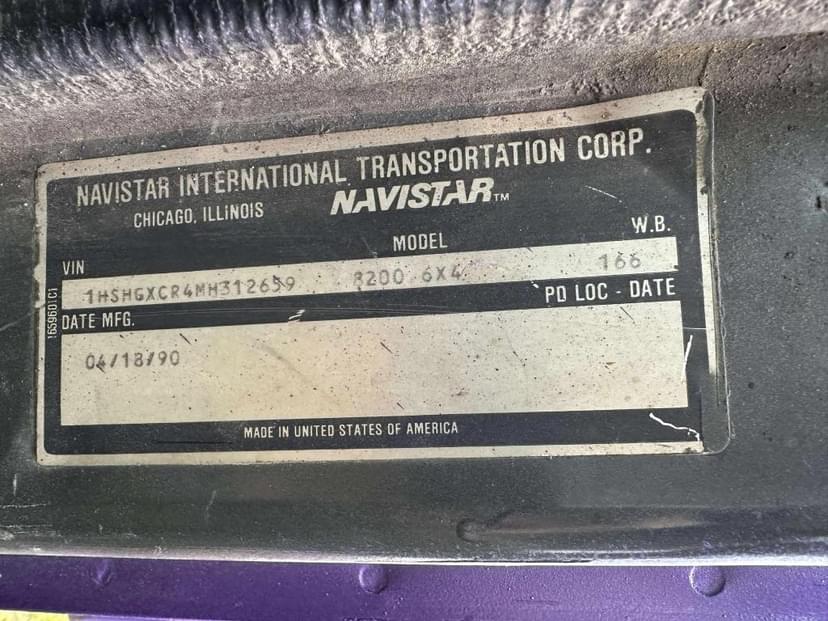 NAVISTAR INTERNATIONAL TRANSPORTATION CORP.
CHICAGO, ILLINOIS NAVISTAR™
VIN MODEL W.B.
1HSHGXCR4MH312659 8200 6X4 166
DATE MFG. PD LOC - DATE
04/18/90
MADE IN UNITED STATES OF AMERICA
1659601C1